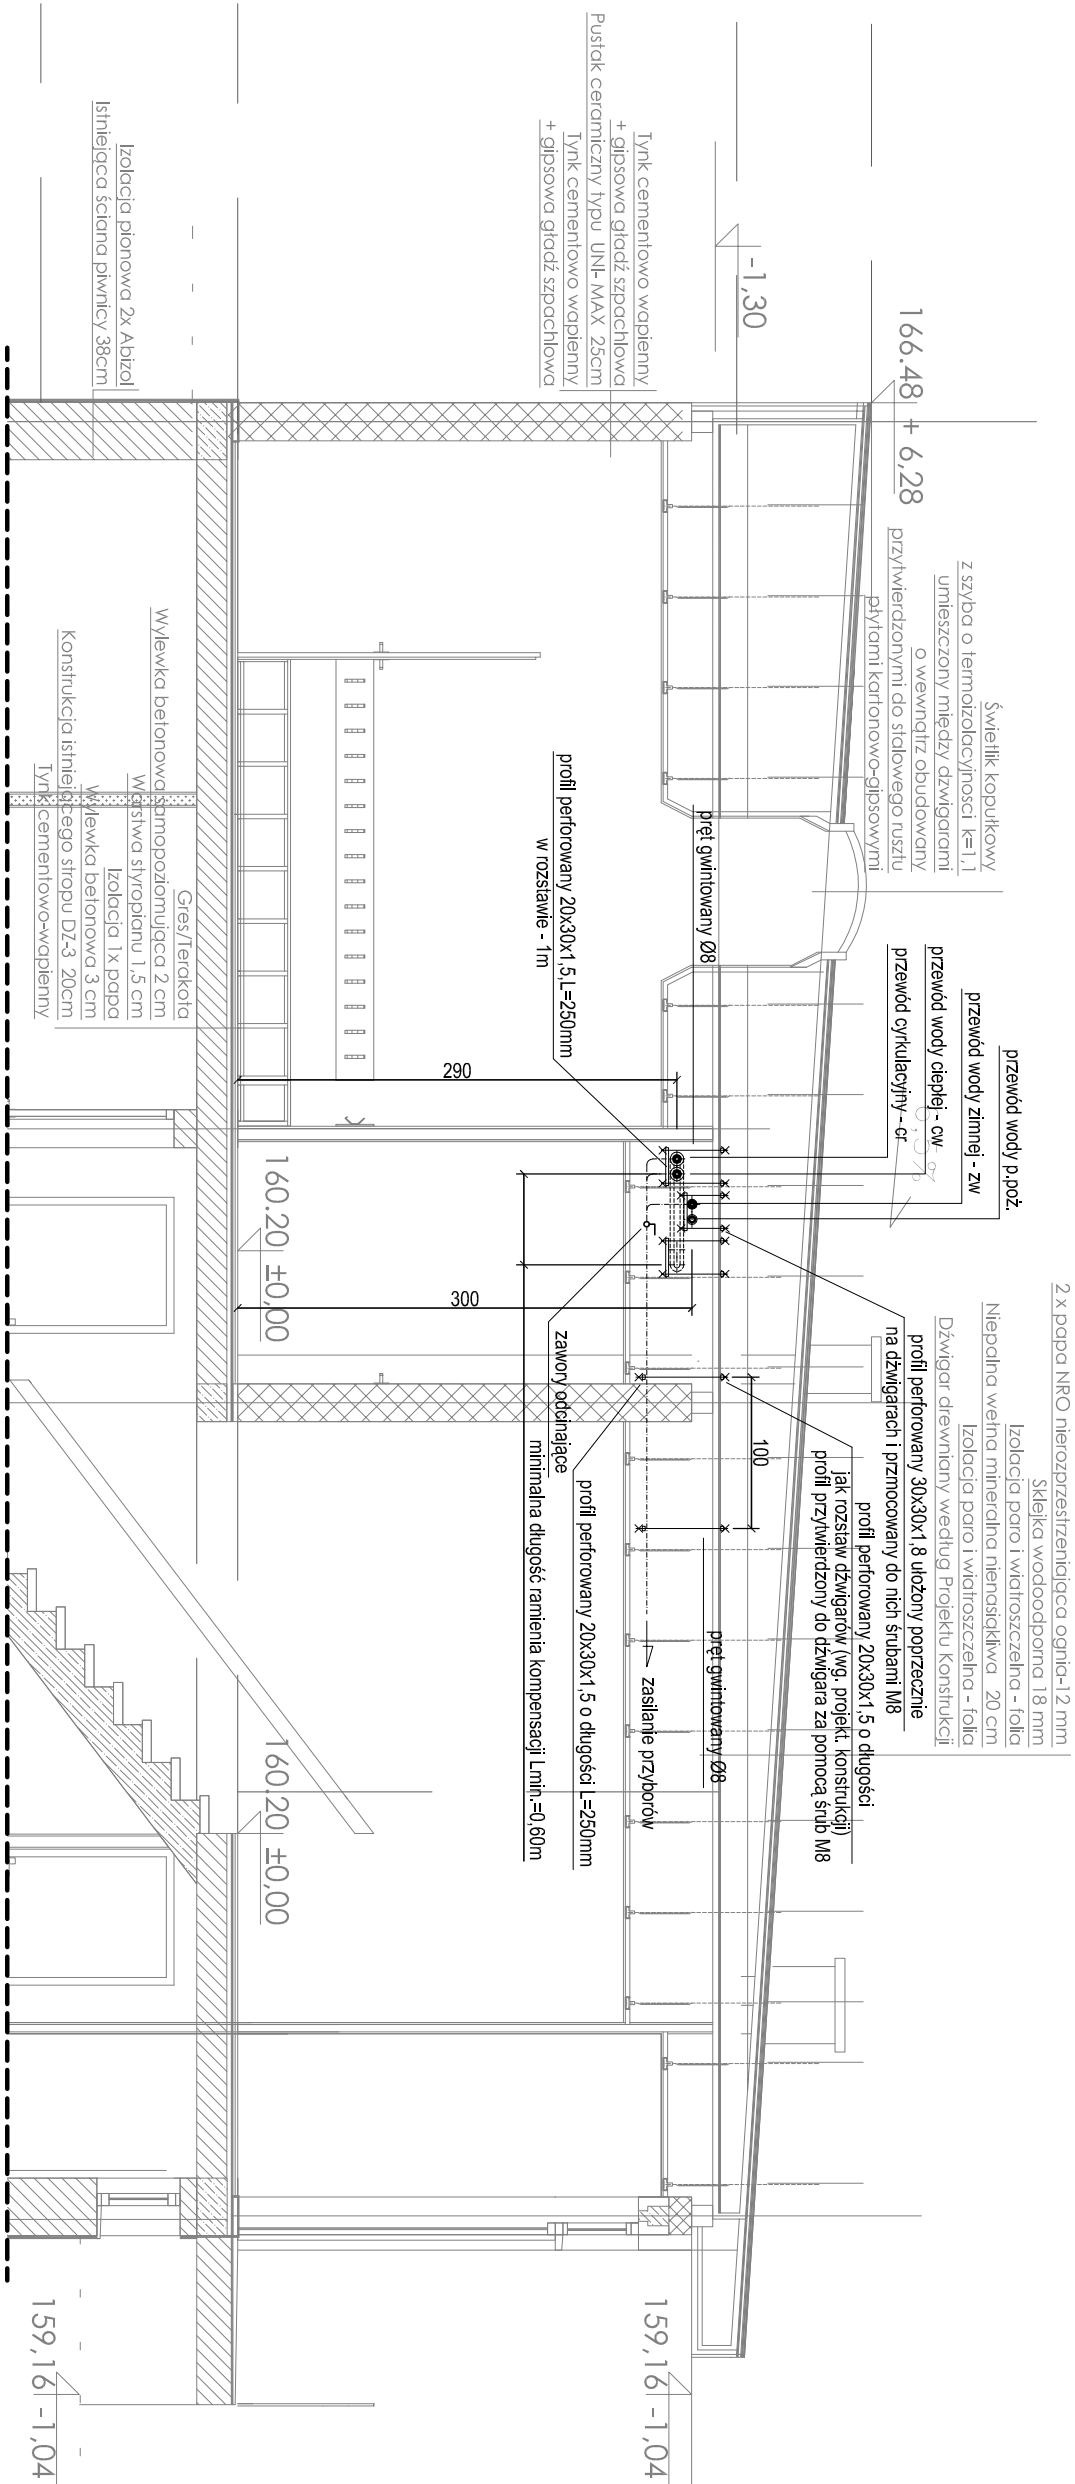 2 x papa NRO nierozprzestrzeniająca ognia-12 mm
Sklejka wodoodporna 18 mm
Izolacja paro i wiatroszczelna - folia
Niepalna wełna mineralna nienasiąkliwa 20 cm
Izolacja paro i wiatroszczelna - folia
Dźwigar drewniany według Projektu Konstrukcji
przewód wody p.poż.
przewód wody zimnej - zw
przewód wody ciepłej - cw
przewód cyrkulacyjny - cr
Świetlik kopułkowy
z szyba o termoizolacyjnosci k=1,1
umieszczony między dzwigarami
o wewnątrz obudowany
przytwierdzonymi do stalowego rusztu
płytami kartonowo-gipsowymi
166.48 + 6,28
profil perforowany 30x30x1,8 ułożony poprzecznie
na dźwigarach i przmocowany do nich śrubami M8
profil perforowany 20x30x1,5 o długości
jak rozstaw dźwigarów (wg. projekt. konstrukcji)
profil przytwierdzony do dźwigara za pomocą śrub M8
-1,30
100
pręt gwintowany Ø8
pręt gwintowany Ø8
zasilanie przyborów
Tynk cementowo wapienny
+ gipsowa gładź szpachlowa
Pustak ceramiczny typu UNI- MAX 25cm
Tynk cementowo wapienny
+ gipsowa gładź szpachlowa
profil perforowany 20x30x1,5,L=250mm
w rozstawie - 1m
profil perforowany 20x30x1,5 o długości L=250mm
zawory odcinające
minimalna długość ramienia kompensacji Lmin.=0,60m
290
300
160.20 ±0,00
160.20 ±0,00
159,16 -1,04
159,16 -1,04
Izolacja pionowa 2x Abizol
Istniejąca ściana piwnicy 38cm
Gres/Terakota
Wylewka betonowa samopoziomująca 2 cm
Warstwa styropianu 1,5 cm
Izolacja 1x papa
Wylewka betonowa 3 cm
Konstrukcja istniejącego stropu DZ-3 20cm
Tynk cementowo-wapienny